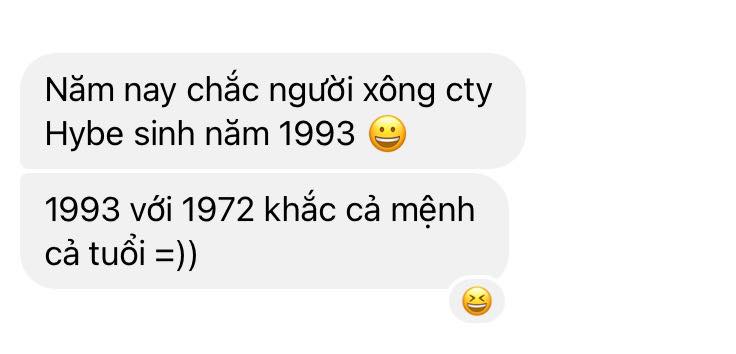 Năm nay chắc người xông cty
Hybe sinh năm 1993 😀
1993 với 1972 khắc cả mệnh
cả tuổi =))
😆